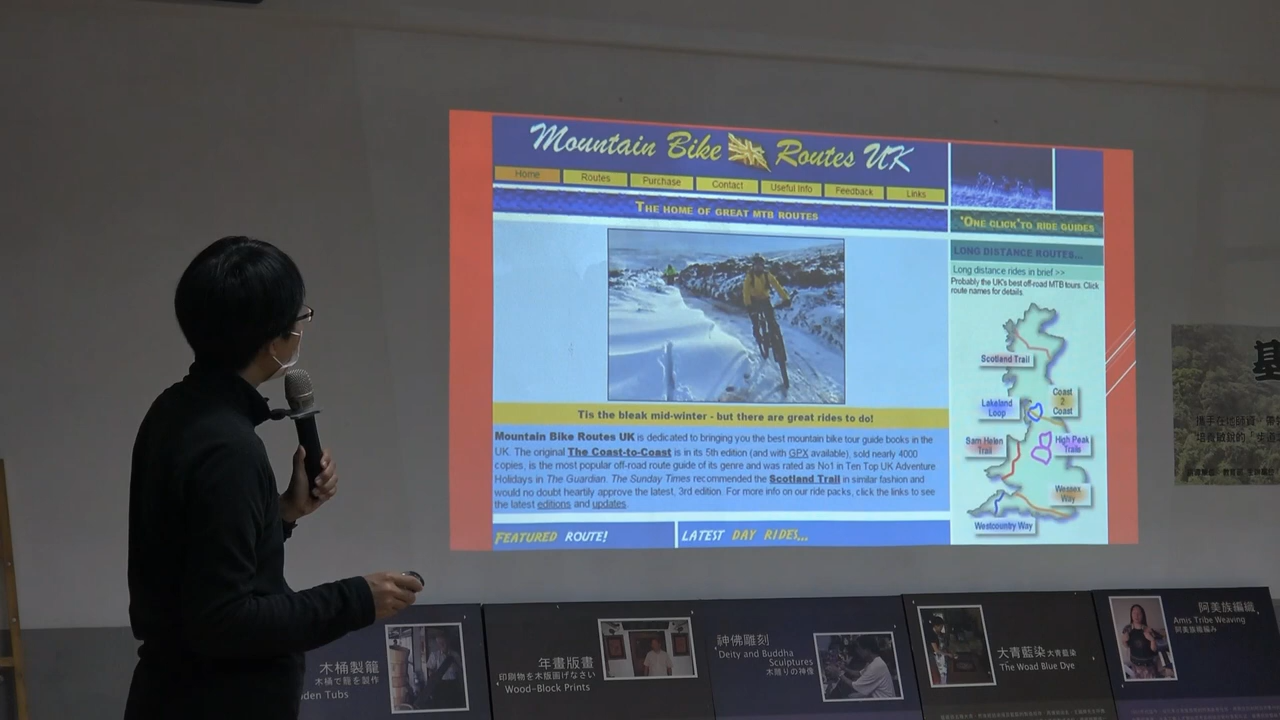 Mountain Bike Routes UK
Home Routes Purchase Contact Useful Info Feedback Links
THE HOME OF GREAT MTB ROUTES
'ONE CLICK' TO RIDE GUIDES
LONG DISTANCE ROUTES...
Long distance rides in brief >>
Probably the UK's best off-road MTB tours. Click
route names for details.
Scotland Trail
Lakeland
Loop
Coast
2
Coast
Sam Helen
Trail
High Peak
Trails
Wessex
Way
Westcountry Way
Tis the bleak mid-winter - but there are great rides to do!
Mountain Bike Routes UK is dedicated to bringing you the best mountain bike tour guide books in the
UK. The original The Coast-to-Coast is in its 5th edition (and with GPX available), sold nearly 4000
copies, is the most popular off-road route guide of its genre and was rated as No1 in Ten Top UK Adventure
Holidays in The Guardian. The Sunday Times recommended the Scotland Trail in similar fashion and
would no doubt heartily approve the latest, 3rd edition. For more info on our ride packs, click the links to see
the latest editions and updates.
FEATURED ROUTE!
LATEST DAY RIDES...
基
木桶製籠
木桶で籠を製作
den Tubs
年畫版畫
印刷物を木版画げなさい
Wood-Block Prints
神佛雕刻
Deity and Buddha
Sculptures
木雕りの神像
大青藍染 大青藍染
The Woad Blue Dye
阿美族編織
Amis Tribe Weaving
阿美族編み